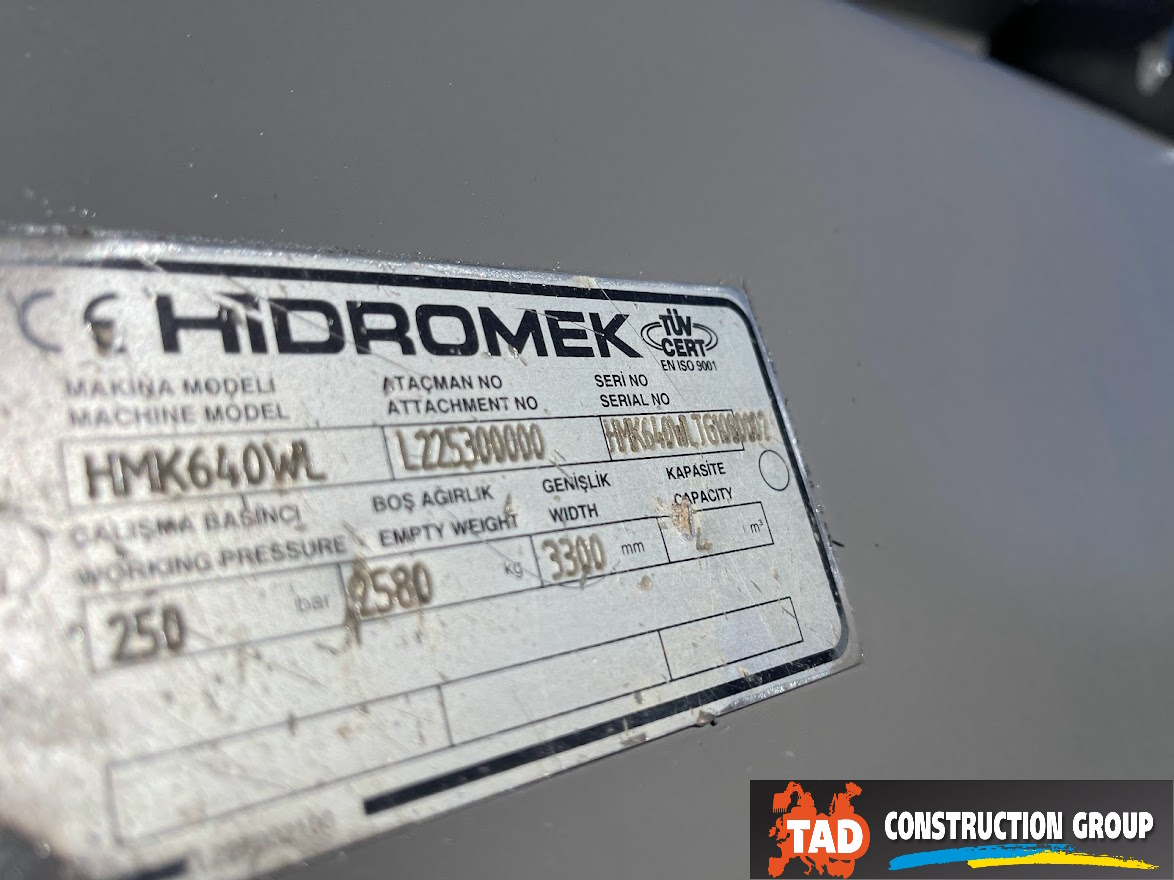 CE HiDROMEK TÜV CERT
EN ISO 9001
MAKINA MODELI ATAÇMAN NO SERI NO
MACHINE MODEL ATTACHMENT NO SERIAL NO
HMK640WL L225300000
ÇALIŞMA BASINCI BOŞ AĞIRLIK GENİŞLİK KAPASİTE
WORKING PRESSURE EMPTY WEIGHT WIDTH CAPACITY
250 bar 2580 kg 3300 mm m³
TAD CONSTRUCTION GROUP